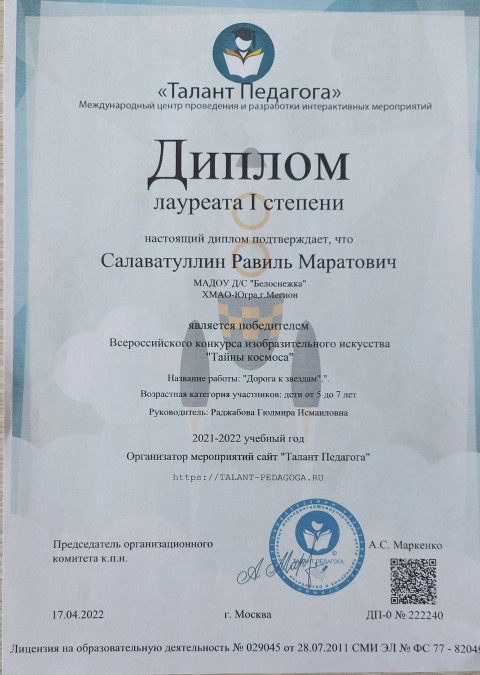 «Талант Педагога»
Международный центр проведения и разработки интерактивных мероприятий
Диплом
лауреата I степени
настоящий диплом подтверждает, что
Салаватуллин Равиль Маратович
МАДОУ Д/С "Белоснежка"
ХМАО-Югра,г.Мегион
является победителем
Всероссийского конкурса изобразительного искусства
"Тайны космоса"
Название работы: "Дорога к звездам".".
Возрастная категория участников: дети от 5 до 7 лет
Руководитель: Раджабова Гюлмира Исмаиловна
2021-2022 учебный год
Организатор мероприятий сайт "Талант Педагога"
https://TALANT-PEDAGOGA.RU
Председатель организационного
комитета к.п.н.
А.С. Маркенко
ТАЛАНТ ПЕДАГОГА
17.04.2022
г. Москва
ДП-0 № 222240
Лицензия на образовательную деятельность № 029045 от 28.07.2011 СМИ ЭЛ № ФС 77 - 8204